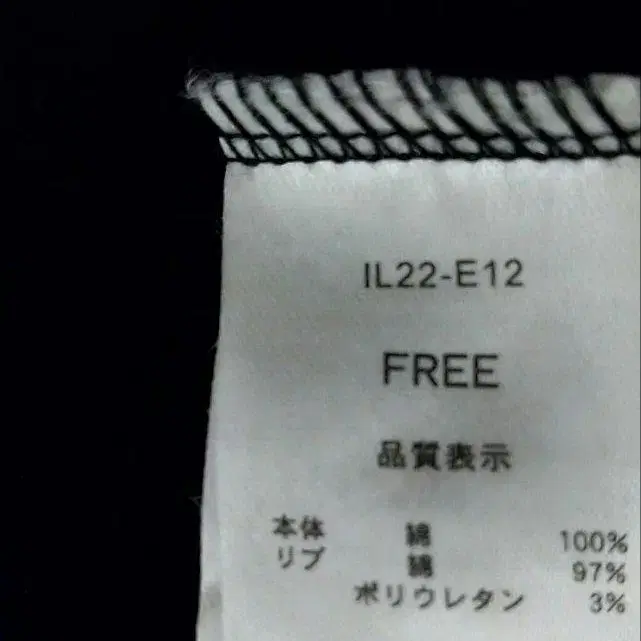 IL22-E12
FREE
品質表示
本体 綿 100%
リブ 綿 97%
ポリウレタン 3%